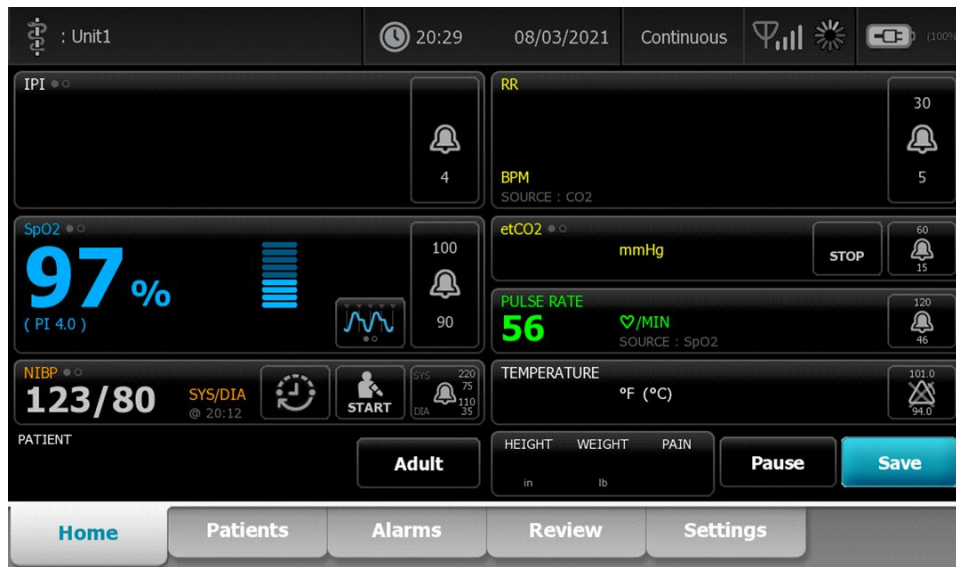 : Unit1
20:29
08/03/2021
Continuous
(100%
IPI
4
RR
30
BPM
5
SOURCE : CO2
SpO2
97 %
( PI 4.0 )
100
90
etCO2
mmHg
STOP
60
15
PULSE RATE
56
♡/MIN
SOURCE : SpO2
120
46
NIBP
123/80
SYS/DIA
@ 20:12
START
SYS 220
75
110
DIA 35
TEMPERATURE
°F (°C)
101.0
94.0
PATIENT
Adult
HEIGHT WEIGHT PAIN
in lb
Pause
Save
Home
Patients
Alarms
Review
Settings